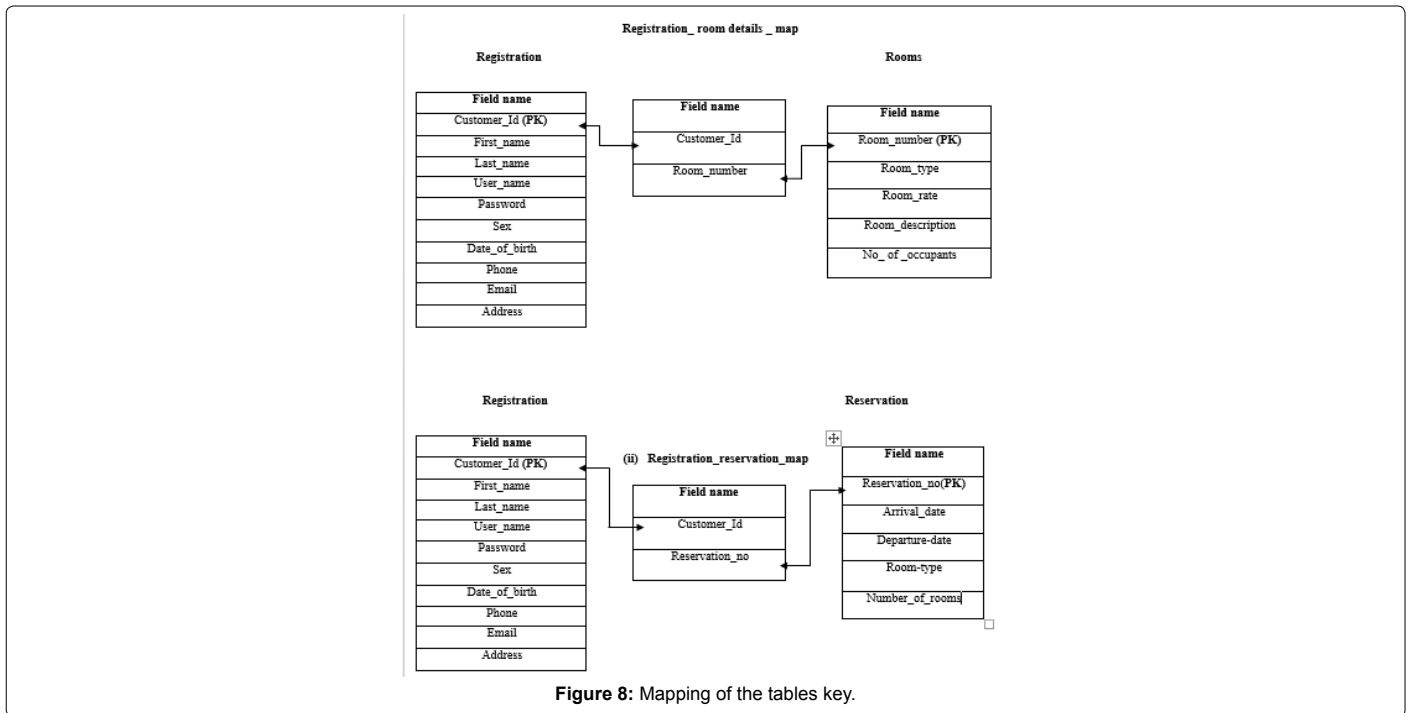 Registration_ room details _ map
Registration
Rooms
Field name
Customer_Id (PK)
First_name
Last_name
User_name
Password
Sex
Date_of_birth
Phone
Email
Address
Field name
Customer_Id
Room_number
Field name
Room_number (PK)
Room_type
Room_rate
Room_description
No_ of _occupants
Registration
Reservation
Field name
Customer_Id (PK)
First_name
Last_name
User_name
Password
Sex
Date_of_birth
Phone
Email
Address
(ii) Registration_reservation_map
Field name
Customer_Id
Reservation_no
Field name
Reservation_no(PK)
Arrival_date
Departure-date
Room-type
Number_of_rooms
Figure 8: Mapping of the tables key.